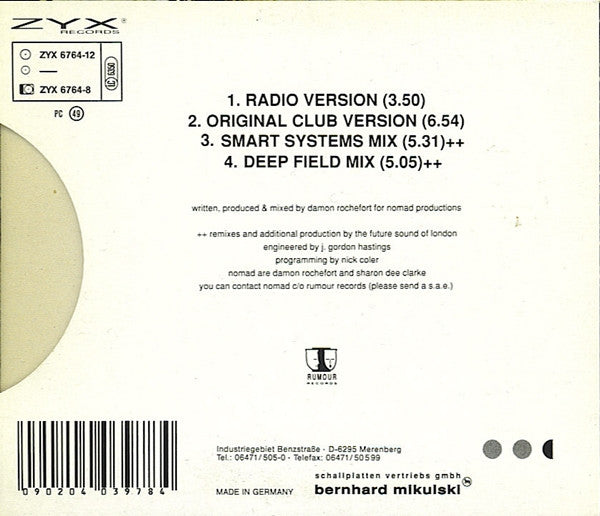 ZYX®
RECORDS
ZYX 6764-12
—
ZYX 6764-8
LC 6350
PC 49
1. RADIO VERSION (3.50)
2. ORIGINAL CLUB VERSION (6.54)
3. SMART SYSTEMS MIX (5.31)++
4. DEEP FIELD MIX (5.05)++
written, produced & mixed by damon rochefort for nomad productions
++ remixes and additional production by the future sound of london
engineered by j. gordon hastings
programming by nick coler
nomad are damon rochefort and sharon dee clarke
you can contact nomad c/o rumour records (please send a s.a.e.)
RUMOUR
RECORDS
Industriegebiet Benzstraße · D-6295 Merenberg
Tel.: 06471/505-0 · Telefax: 06471/50599
schallplatten vertriebs gmbh
MADE IN GERMANY
bernhard mikulski
090204 039784